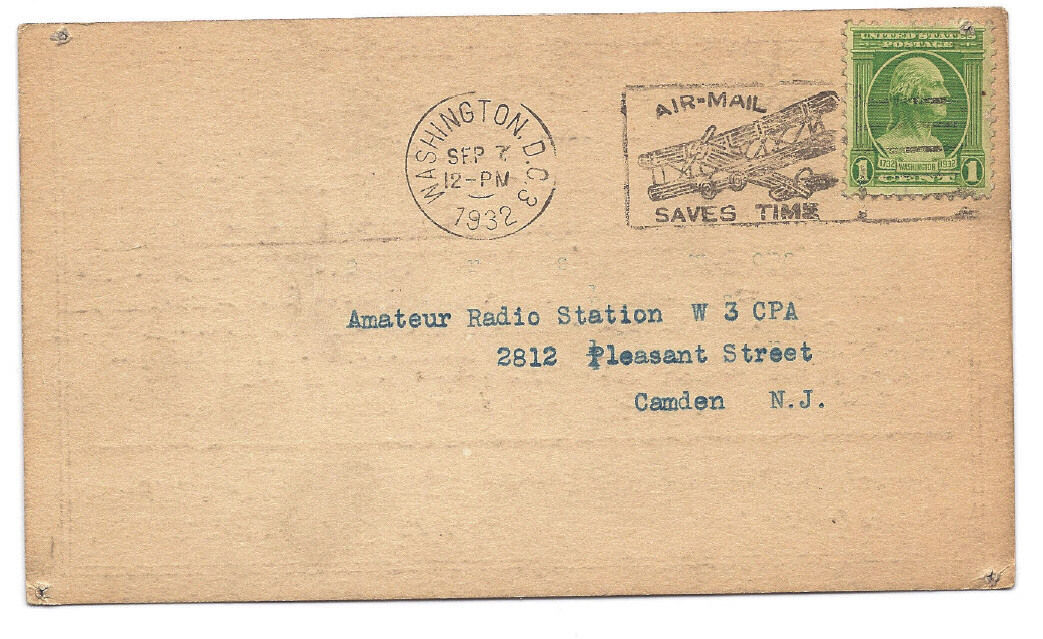 WASHINGTON, D.C. 3
SEP 7
12-PM
1932
AIR-MAIL
SAVES TIME
UNITED STATES
POSTAGE
1732 WASHINGTON 1932
1 CENT 1
Amateur Radio Station W 3 CPA
2812 Pleasant Street
Camden N.J.